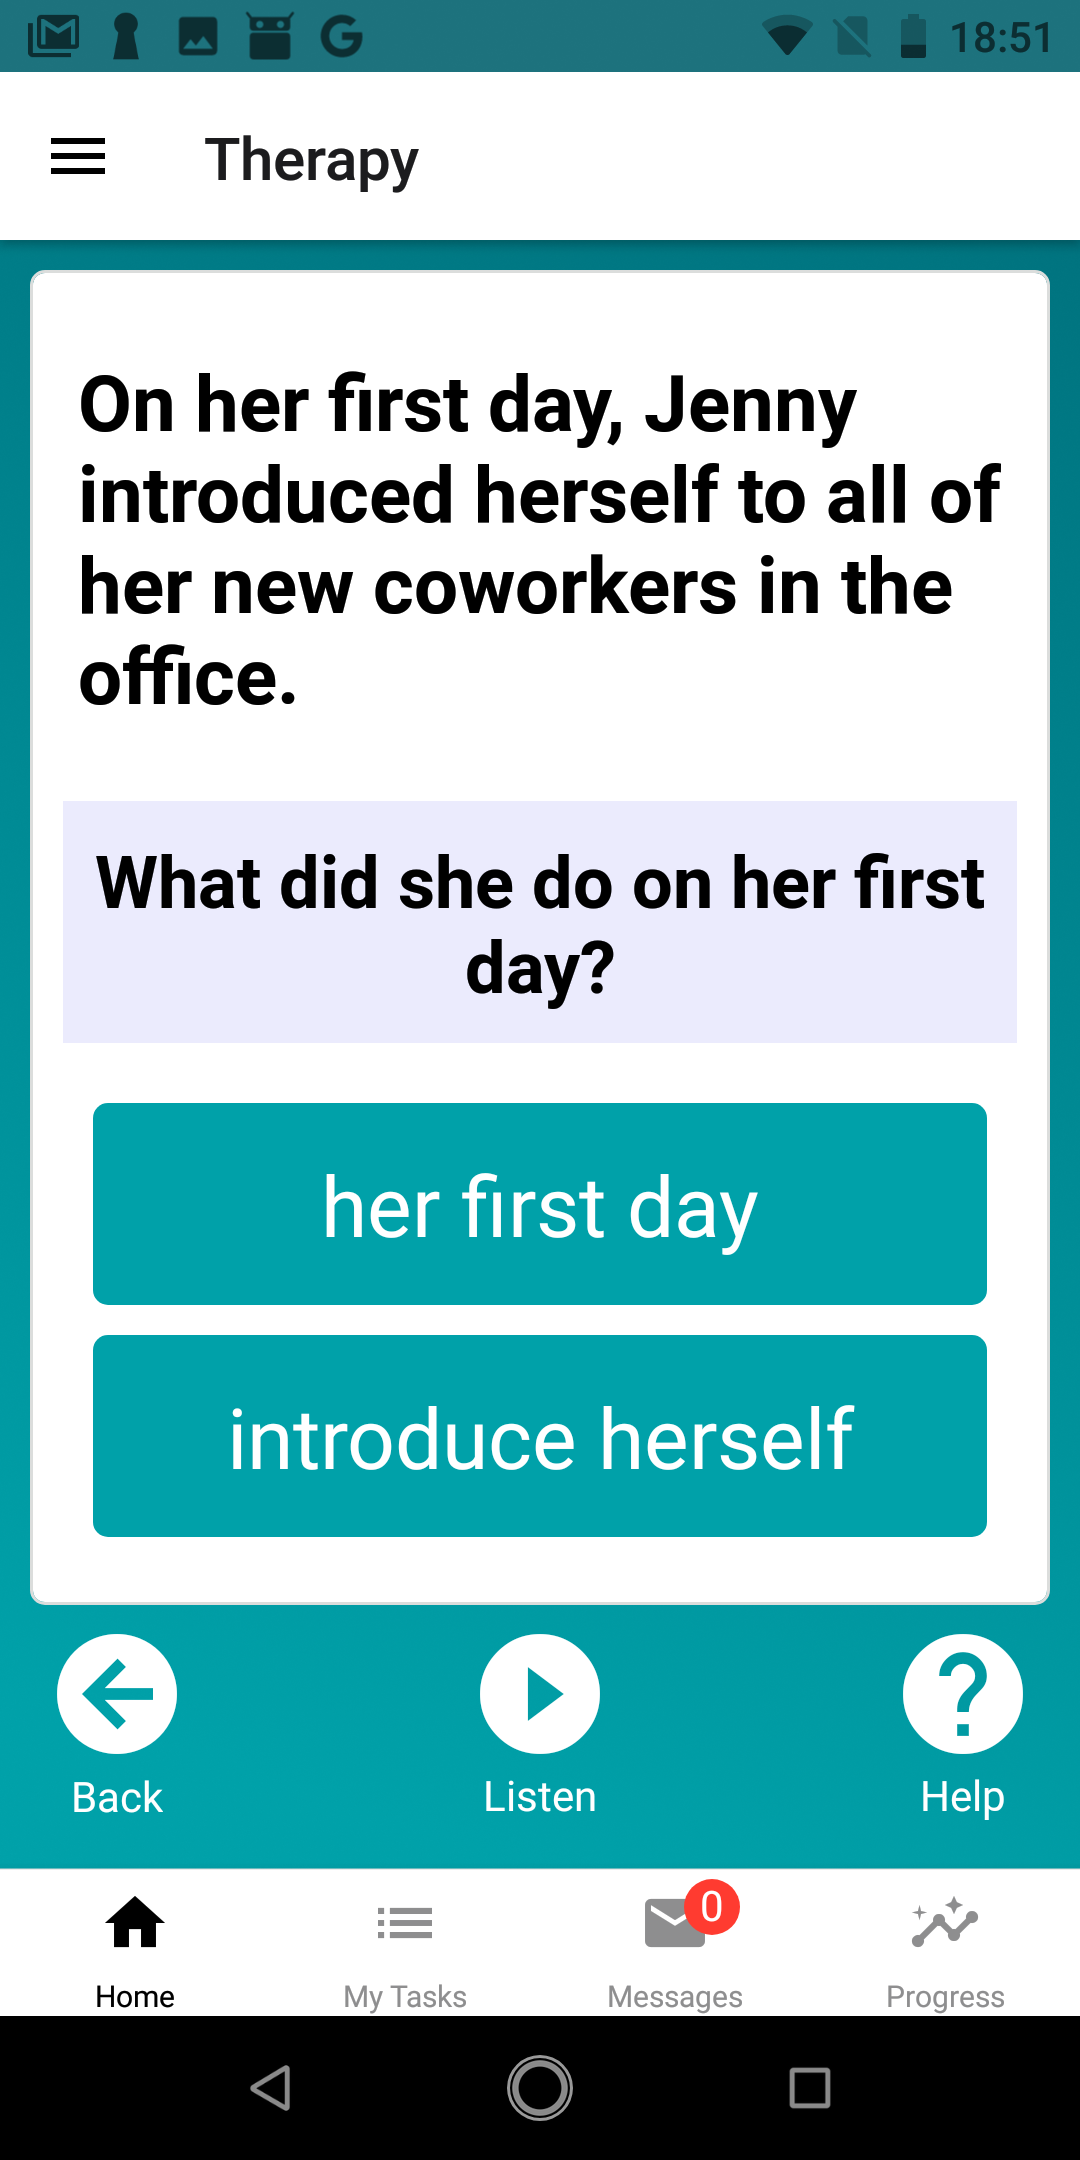 18:51
Therapy
On her first day, Jenny
introduced herself to all of
her new coworkers in the
office.
What did she do on her first
day?
her first day
introduce herself
Back
Listen
Help
0
Home
My Tasks
Messages
Progress